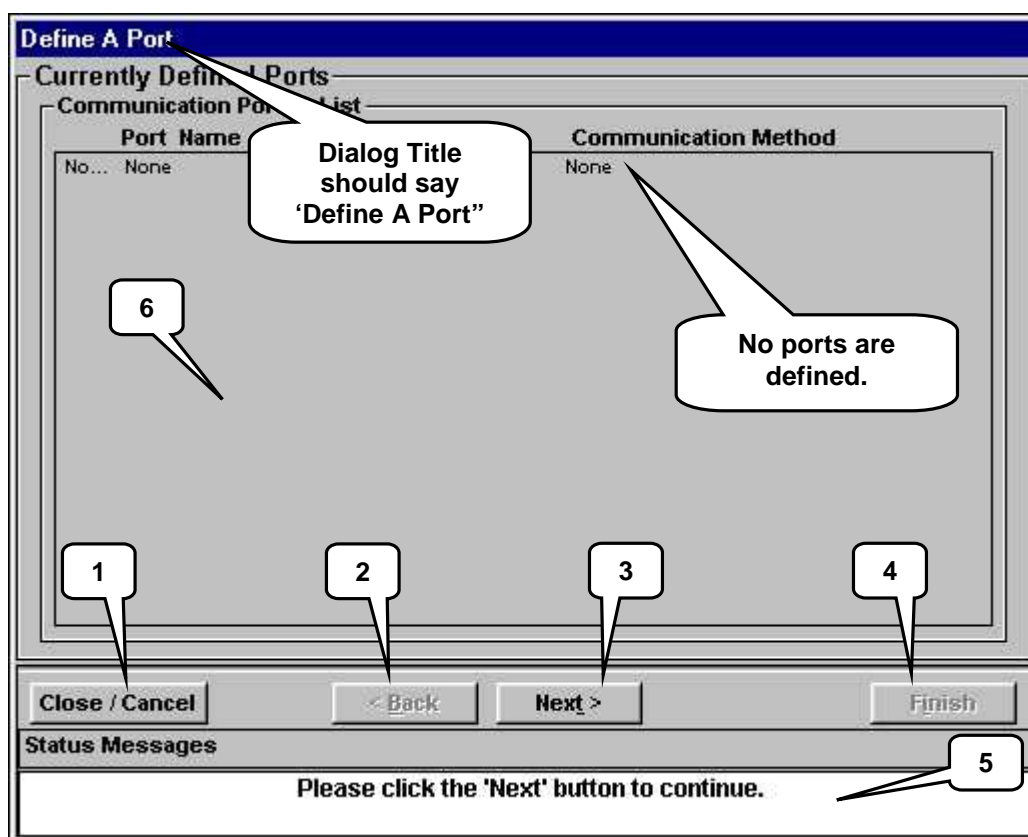 Define A Port
Currently Defin Ports
Communication Po List
Port Name
Communication Method
No... None
None
Dialog Title
should say
‘Define A Port”
6
No ports are
defined.
1
2
3
4
Close / Cancel
< Back
Next >
Finish
Status Messages
5
Please click the 'Next' button to continue.